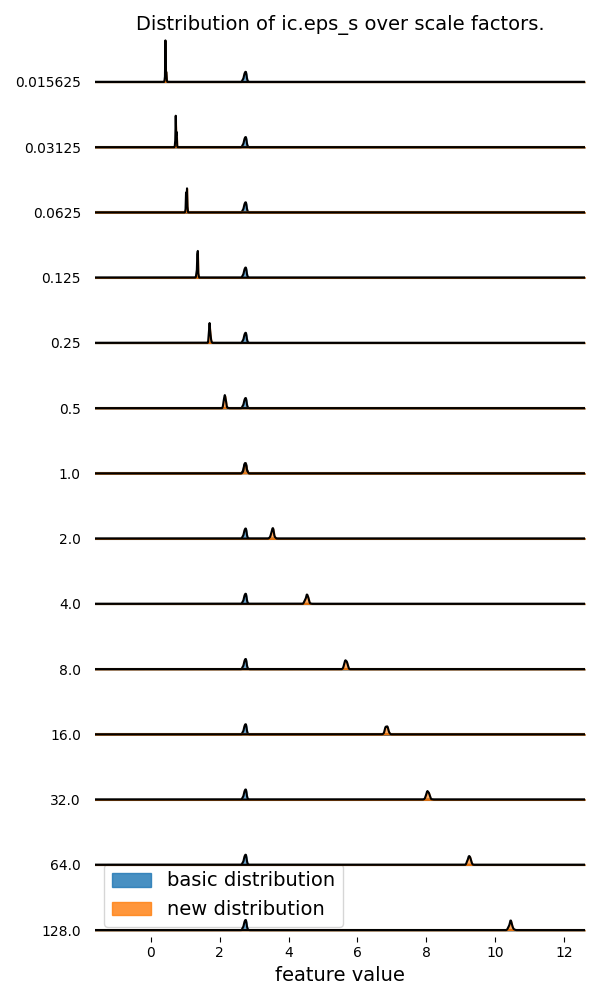 Distribution of ic.eps_s over scale factors.
0.015625
0.03125
0.0625
0.125
0.25
0.5
1.0
2.0
4.0
8.0
16.0
32.0
64.0
basic distribution
new distribution
128.0
0 2 4 6 8 10 12
feature value